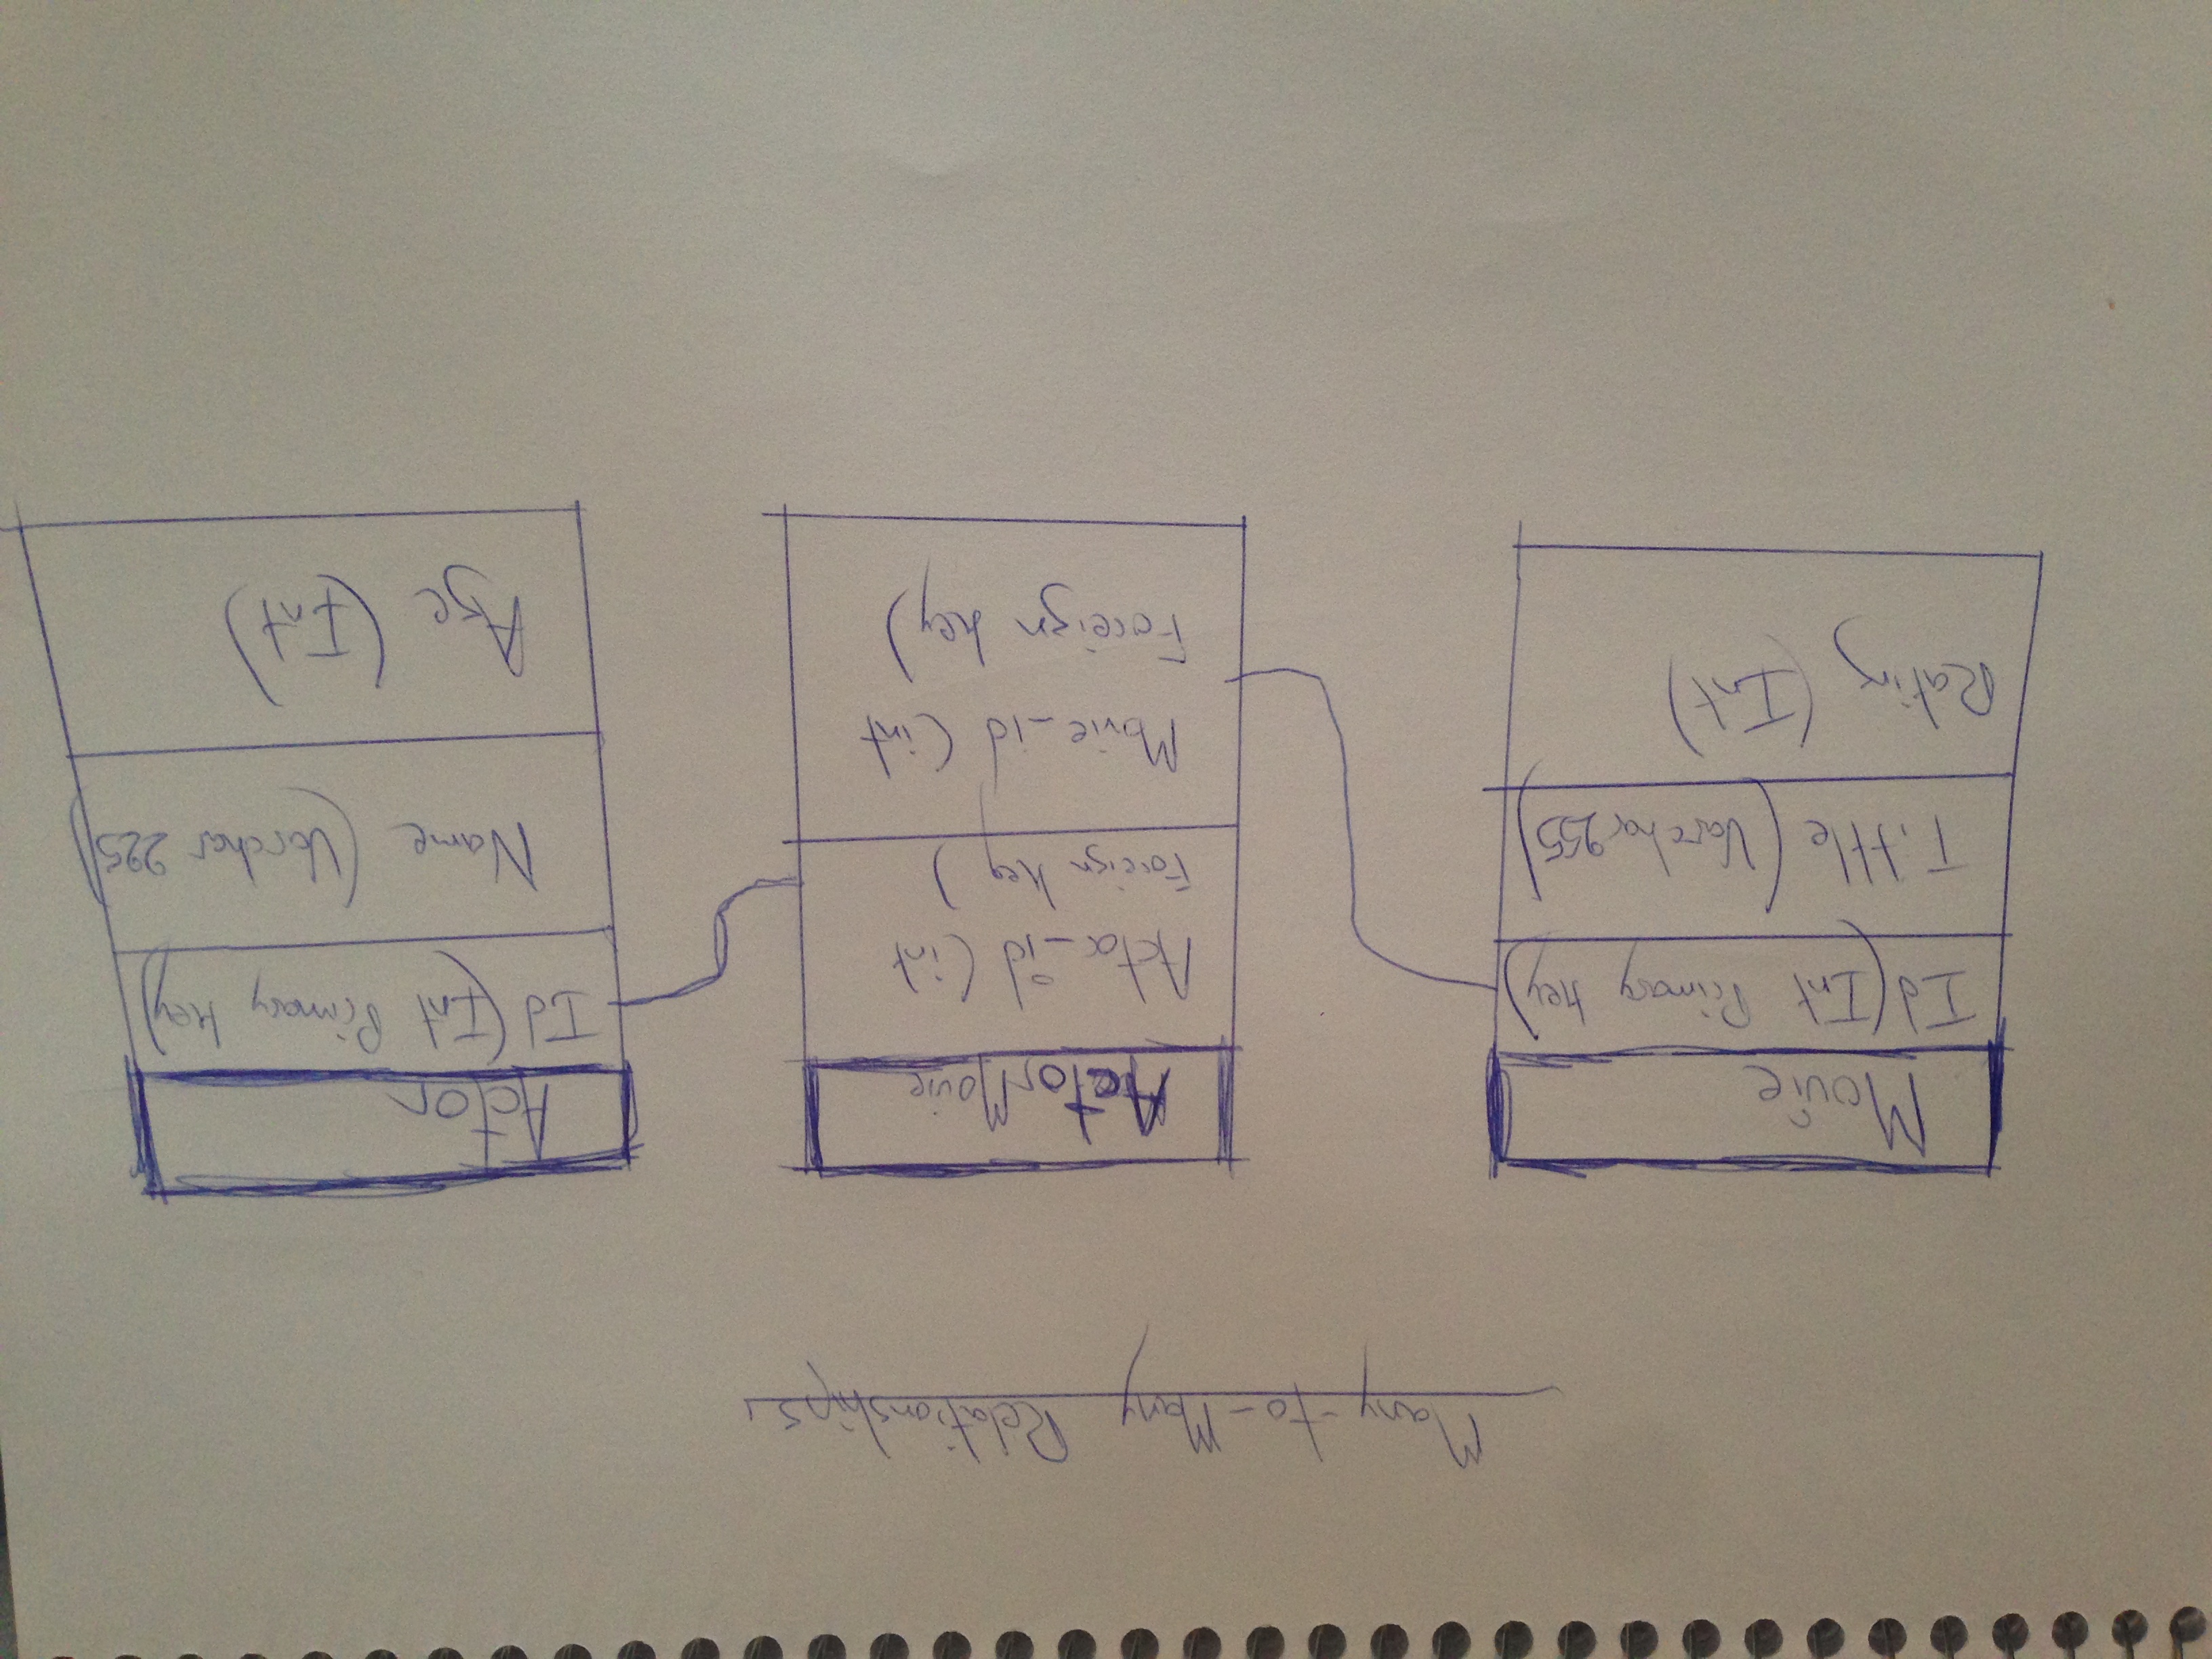 Many-to-Many Relationships
Movie
Id (Int Primary key)
Tittle (Varchar 255)
Rating (Int)
ActorMovie
Actor_id (int
Foreign key)
Movie_id (int
Foreign key)
Actor
Id (Int Primary key)
Name (Varchar 225)
Age (Int)